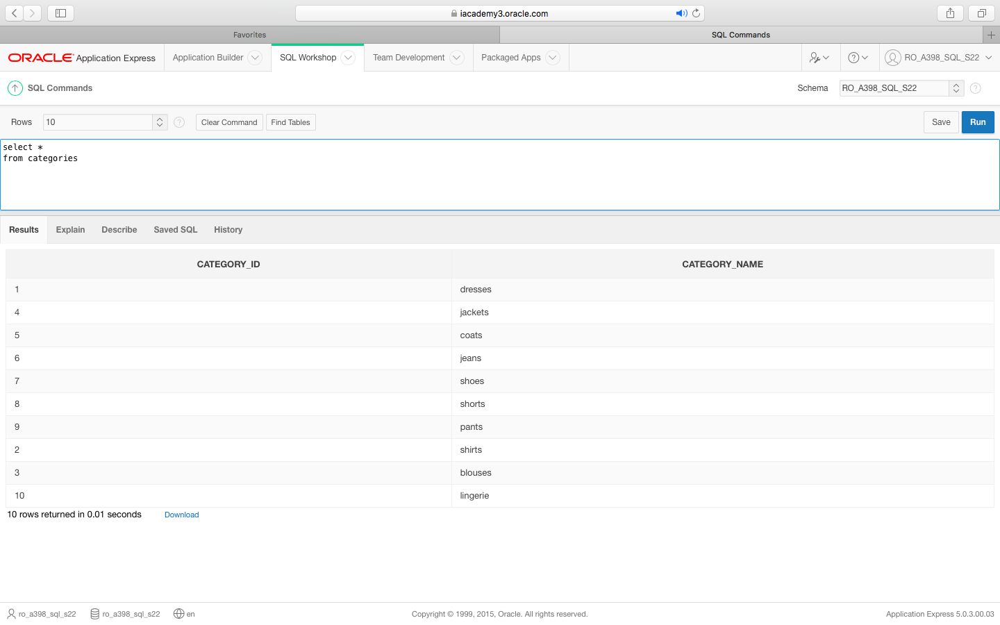 iacademy3.oracle.com
Favorites
SQL Commands
ORACLE Application Express
Application Builder
SQL Workshop
Team Development
Packaged Apps
RO_A398_SQL_S22
SQL Commands
Schema
RO_A398_SQL_S22
Rows
10
Clear Command
Find Tables
Save
Run
select *
from categories
Results
Explain
Describe
Saved SQL
History
CATEGORY_ID CATEGORY_NAME
1 dresses
4 jackets
5 coats
6 jeans
7 shoes
8 shorts
9 pants
2 shirts
3 blouses
10 lingerie
10 rows returned in 0.01 seconds
Download
ro_a398_sql_s22
ro_a398_sql_s22
en
Copyright © 1999, 2015, Oracle. All rights reserved.
Application Express 5.0.3.00.03